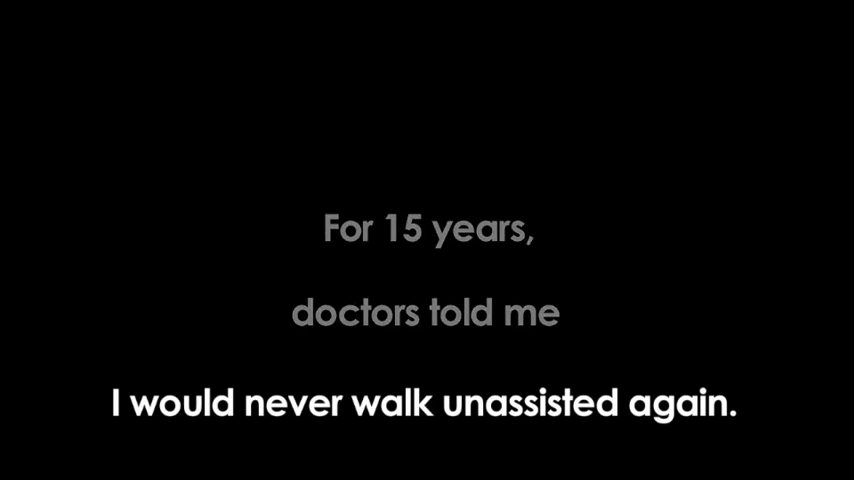 For 15 years,
doctors told me
I would never walk unassisted again.